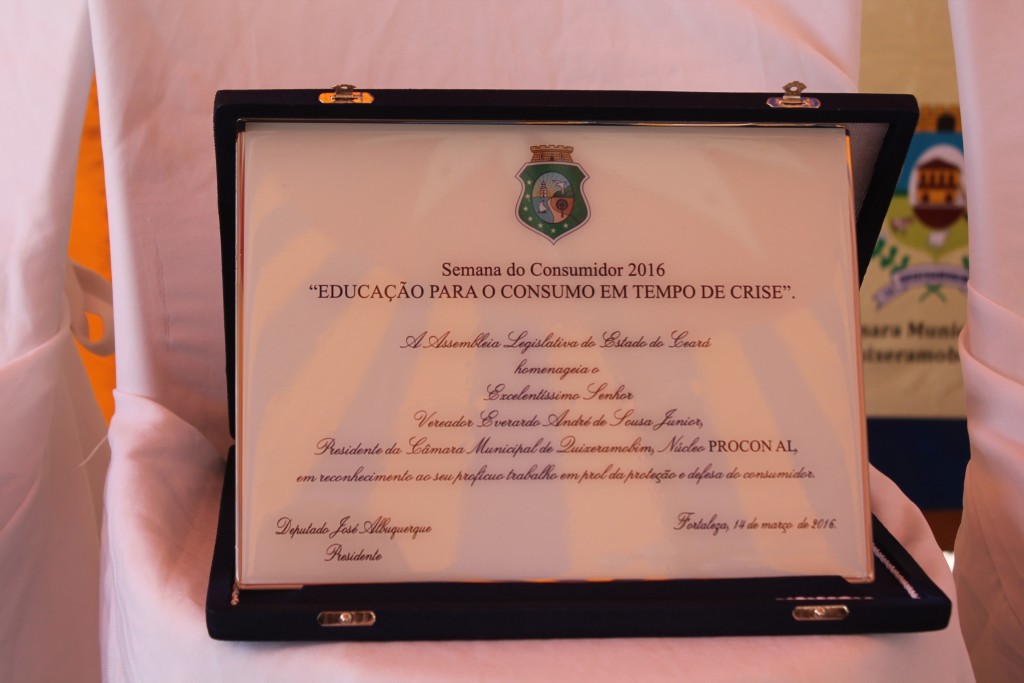 Semana do Consumidor 2016
“EDUCAÇÃO PARA O CONSUMO EM TEMPO DE CRISE”.
A Assembleia Legislativa do Estado do Ceará
homenageia o
Excelentíssimo Senhor
Vereador Everardo André de Sousa Junior,
Presidente da Câmara Municipal de Quixeramobim, Núcleo PROCON AL,
em reconhecimento ao seu profícuo trabalho em prol da proteção e defesa do consumidor.
Deputado José Albuquerque
Presidente
Fortaleza, 14 de março de 2016.
mara Munic
uixeramob